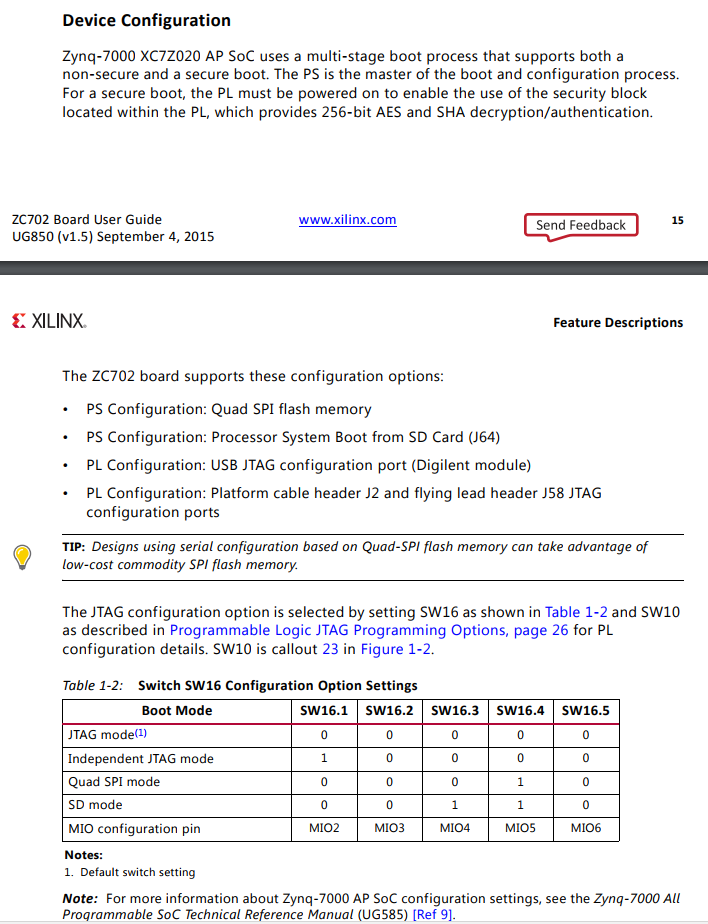 Device Configuration
Zynq-7000 XC7Z020 AP SoC uses a multi-stage boot process that supports both a
non-secure and a secure boot. The PS is the master of the boot and configuration process.
For a secure boot, the PL must be powered on to enable the use of the security block
located within the PL, which provides 256-bit AES and SHA decryption/authentication.
ZC702 Board User Guide www.xilinx.com Send Feedback 15
UG850 (v1.5) September 4, 2015
XILINX® Feature Descriptions
The ZC702 board supports these configuration options:
• PS Configuration: Quad SPI flash memory
• PS Configuration: Processor System Boot from SD Card (J64)
• PL Configuration: USB JTAG configuration port (Digilent module)
• PL Configuration: Platform cable header J2 and flying lead header J58 JTAG
configuration ports
TIP: Designs using serial configuration based on Quad-SPI flash memory can take advantage of
low-cost commodity SPI flash memory.
The JTAG configuration option is selected by setting SW16 as shown in Table 1-2 and SW10
as described in Programmable Logic JTAG Programming Options, page 26 for PL
configuration details. SW10 is callout 23 in Figure 1-2.
Table 1-2: Switch SW16 Configuration Option Settings
Boot Mode SW16.1 SW16.2 SW16.3 SW16.4 SW16.5
JTAG mode(1) 0 0 0 0 0
Independent JTAG mode 1 0 0 0 0
Quad SPI mode 0 0 0 1 0
SD mode 0 0 1 1 0
MIO configuration pin MIO2 MIO3 MIO4 MIO5 MIO6
Notes:
1. Default switch setting
Note: For more information about Zynq-7000 AP SoC configuration settings, see the Zynq-7000 All
Programmable SoC Technical Reference Manual (UG585) [Ref 9].